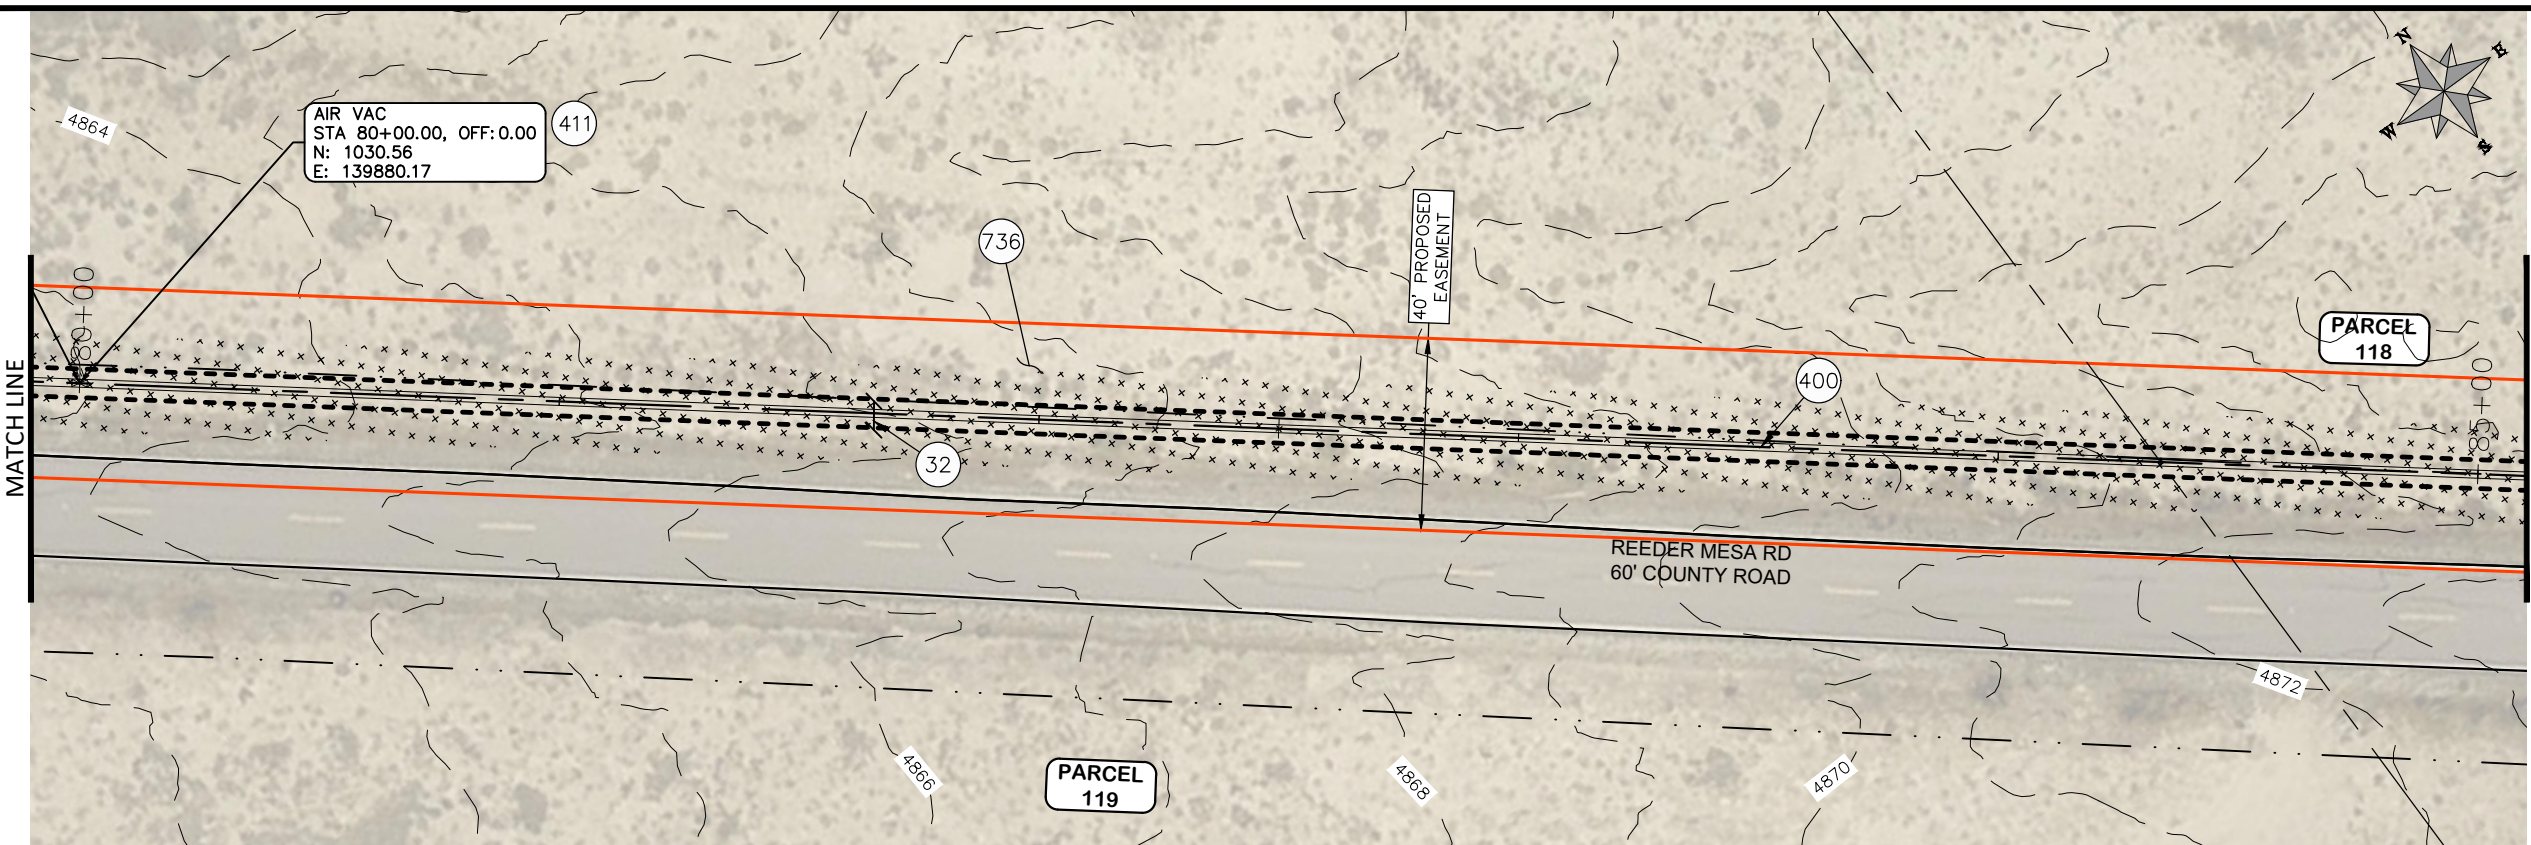 N
E
W
S
4864
AIR VAC
STA 80+00.00, OFF: 0.00
N: 1030.56
E: 139880.17
411
736
40' PROPOSED
EASEMENT
80+00
PARCEL
118
400
85+00
MATCH LINE
32
REEDER MESA RD
60' COUNTY ROAD
4872
4866
PARCEL
119
4868
4870